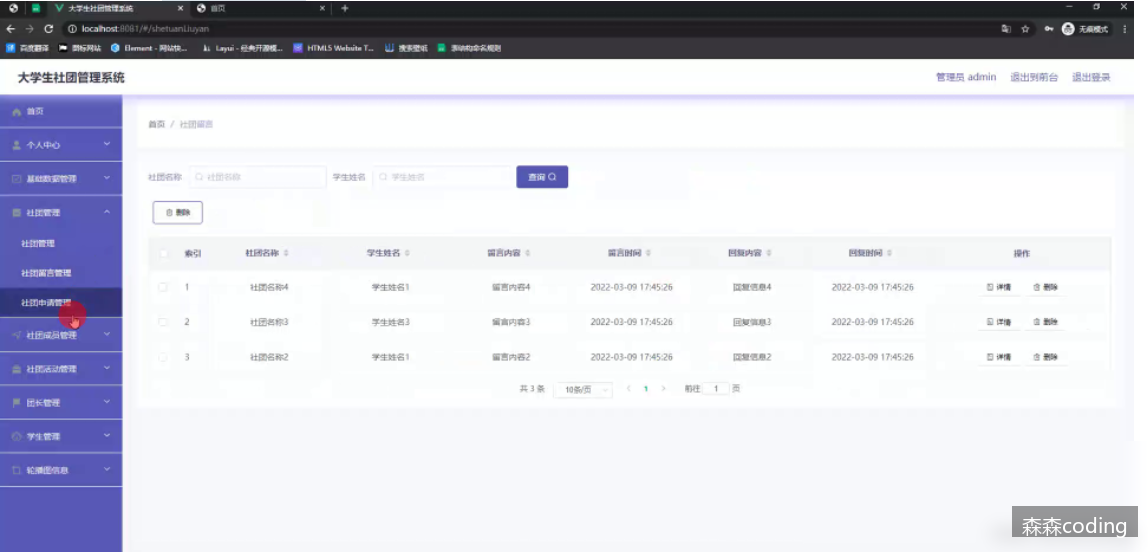 大学生社团管理系统 首页
localhost:8081/#/shetuanLiuyan 无痕模式
百度翻译 图标网站 Element - 网站快... Layui - 经典开源模... HTML5 Website T... 搜索壁纸
大学生社团管理系统 管理员 admin 退出到前台 退出登录
首页
个人中心
基础数据管理
社团管理
社团管理
社团留言管理
社团申请管理
社团成员管理
社团活动管理
团长管理
学生管理
轮播图信息
首页 / 社团留言
社团名称 社团名称 学生姓名 学生姓名 查询
删除
索引 社团名称 学生姓名 留言内容 留言时间 回复内容 回复时间 操作
1 社团名称4 学生姓名1 留言内容4 2022-03-09 17:45:26 回复信息4 2022-03-09 17:45:26 详情 删除
2 社团名称3 学生姓名3 留言内容3 2022-03-09 17:45:26 回复信息3 2022-03-09 17:45:26 详情 删除
3 社团名称2 学生姓名1 留言内容2 2022-03-09 17:45:26 回复信息2 2022-03-09 17:45:26 详情 删除
共 3 条 10条/页 1 前往 1 页
森森coding